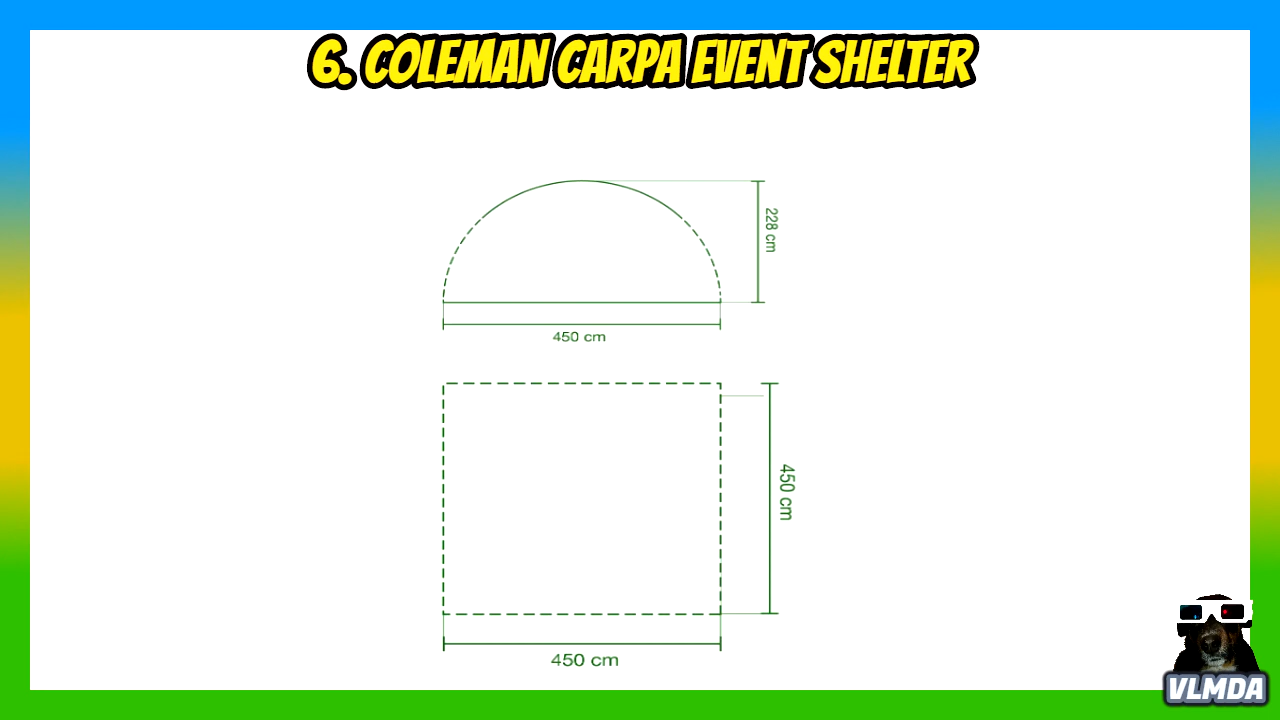 6. COLEMAN CARPA EVENT SHELTER
228 cm
450 cm
450 cm
450 cm
VLMDA